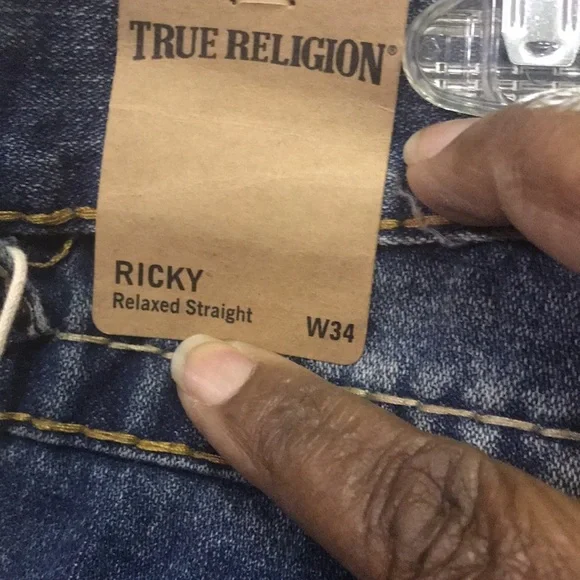 TRUE RELIGION®
RICKY
Relaxed Straight
W34